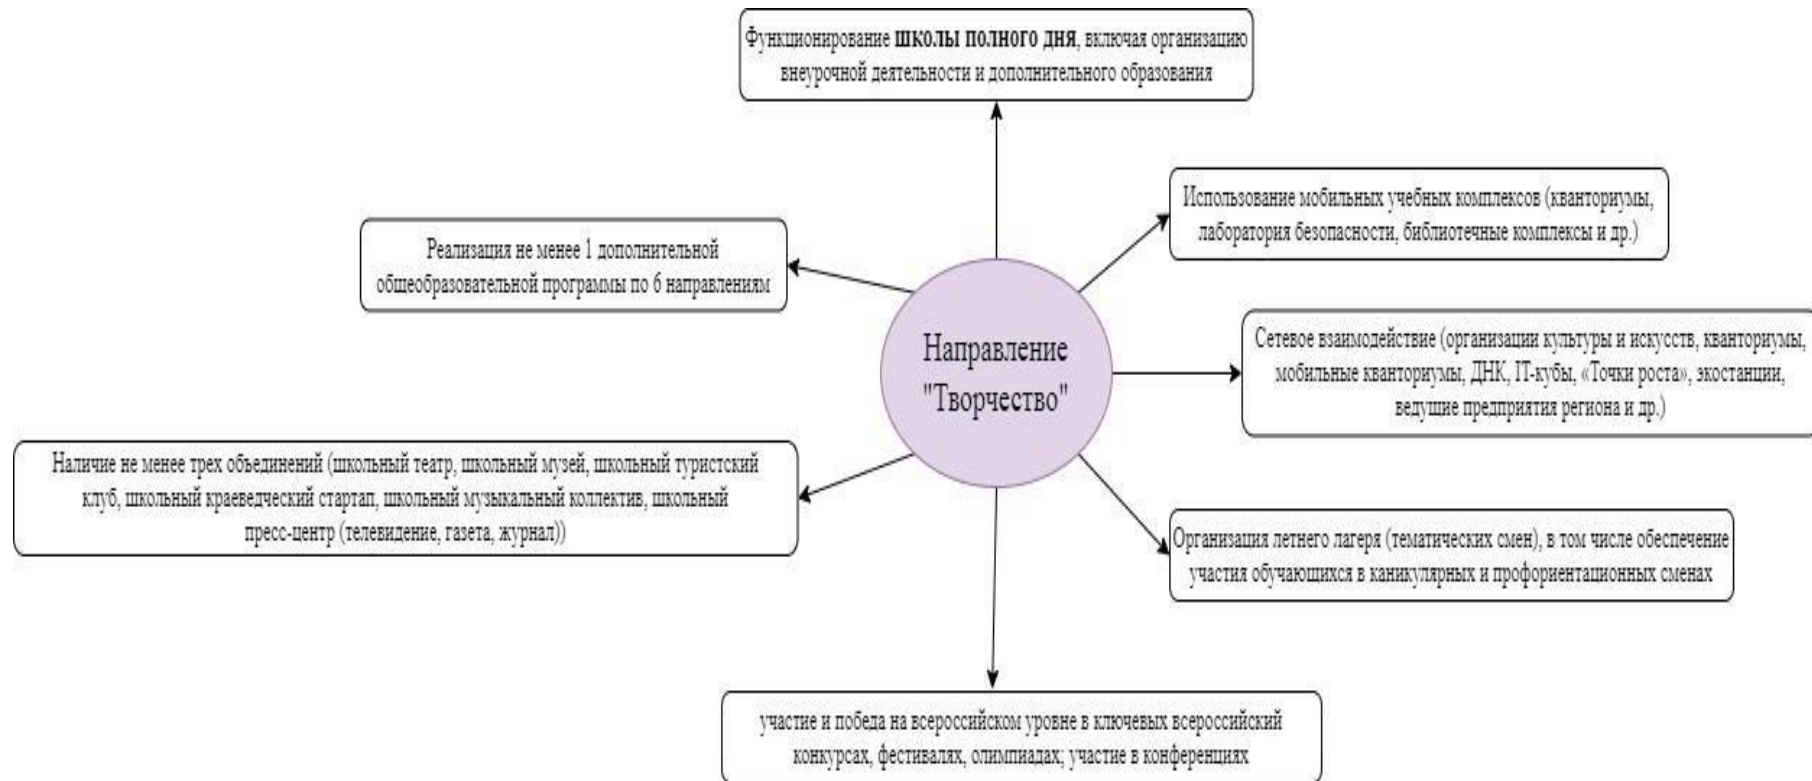 Функционирование ШКОЛЫ ПОЛНОГО ДНЯ, включая организацию
внеурочной деятельности и дополнительного образования
Использование мобильных учебных комплексов (кванториумы,
лаборатория безопасности, библиотечные комплексы и др.)
Реализация не менее 1 дополнительной
общеобразовательной программы по 6 направлениям
Направление
"Творчество"
Сетевое взаимодействие (организации культуры и искусств, кванториумы,
мобильные кванториумы, ДНК, IT-кубы, «Точки роста», экостанции,
ведущие предприятия региона и др.)
Наличие не менее трех объединений (школьный театр, школьный музей, школьный туристский
клуб, школьный краеведческий стартап, школьный музыкальный коллектив, школьный
пресс-центр (телевидение, газета, журнал))
Организация летнего лагеря (тематических смен), в том числе обеспечение
участия обучающихся в каникулярных и профориентационных сменах
участие и победа на всероссийском уровне в ключевых всероссийский
конкурсах, фестивалях, олимпиадах; участие в конференциях